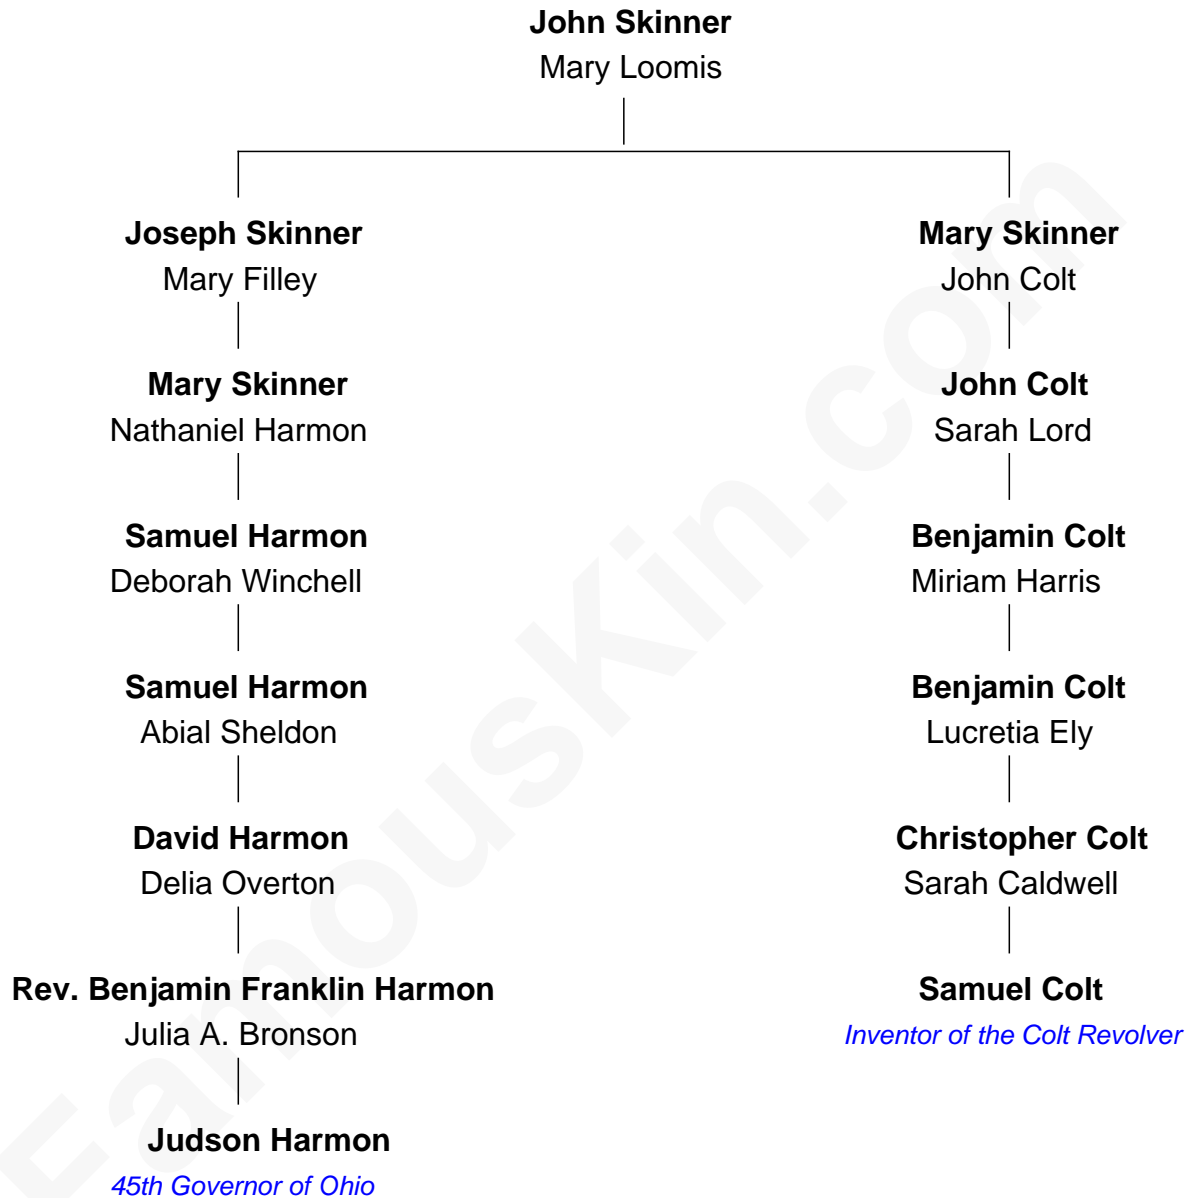 John Skinner
Mary Loomis
Joseph Skinner
Mary Filley
Mary Skinner
John Colt
Mary Skinner
Nathaniel Harmon
John Colt
Sarah Lord
Samuel Harmon
Deborah Winchell
Benjamin Colt
Miriam Harris
Samuel Harmon
Abial Sheldon
Benjamin Colt
Lucretia Ely
David Harmon
Delia Overton
Christopher Colt
Sarah Caldwell
Rev. Benjamin Franklin Harmon
Julia A. Bronson
Samuel Colt
Inventor of the Colt Revolver
Judson Harmon
45th Governor of Ohio
FamousKin.com